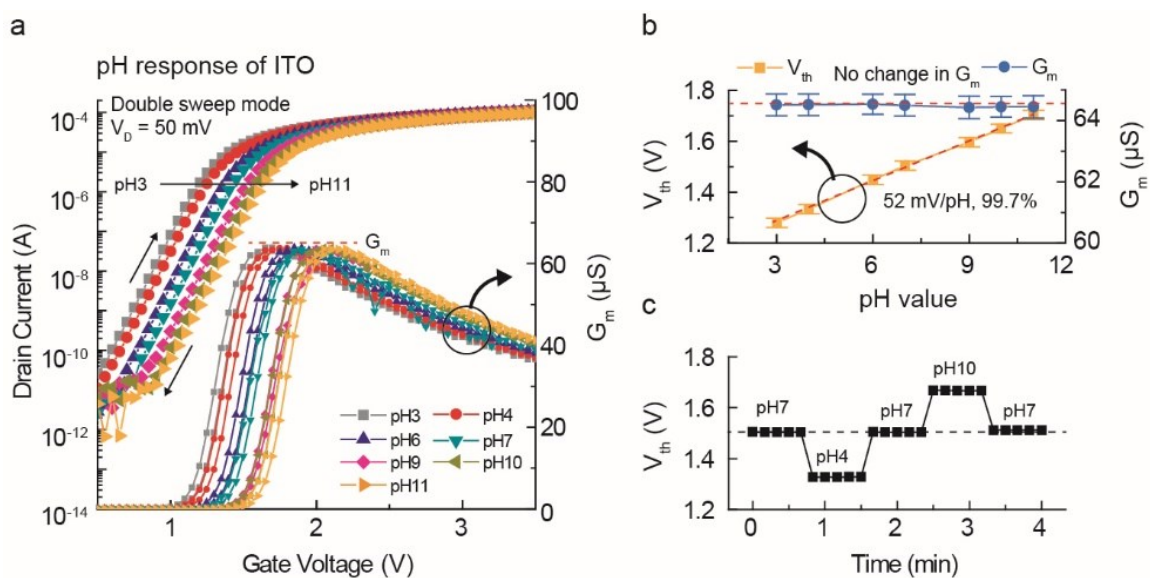 a
pH response of ITO
Double sweep mode
V_D = 50 mV
pH3
pH11
G_m
Drain Current (A)
10⁻⁴
10⁻⁶
10⁻⁸
10⁻¹⁰
10⁻¹²
10⁻¹⁴
100
80
60
40
20
0
G_m (µS)
pH3 pH4
pH6 pH7
pH9 pH10
pH11
1 2 3
Gate Voltage (V)
b
V_th No change in G_m G_m
1.8
1.6
1.4
1.2
V_th (V)
52 mV/pH, 99.7%
64
62
60
G_m (µS)
3 6 9 12
pH value
c
V_th (V)
1.8
1.6
1.4
1.2
pH7
pH4
pH7
pH10
pH7
0 1 2 3 4
Time (min)